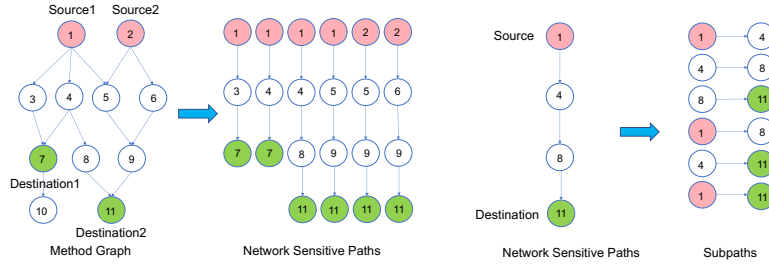 Source1 Source2
1 2
3 4 5 6
7 8 9
Destination1
10 11
Destination2
Method Graph
1 1 1 1 2 2
3 4 4 5 5 6
7 7 8 9 9 9
11 11 11 11
Network Sensitive Paths
Source 1
4
8
Destination 11
Network Sensitive Paths
1 4
4 8
8 11
1 8
4 11
1 11
Subpaths